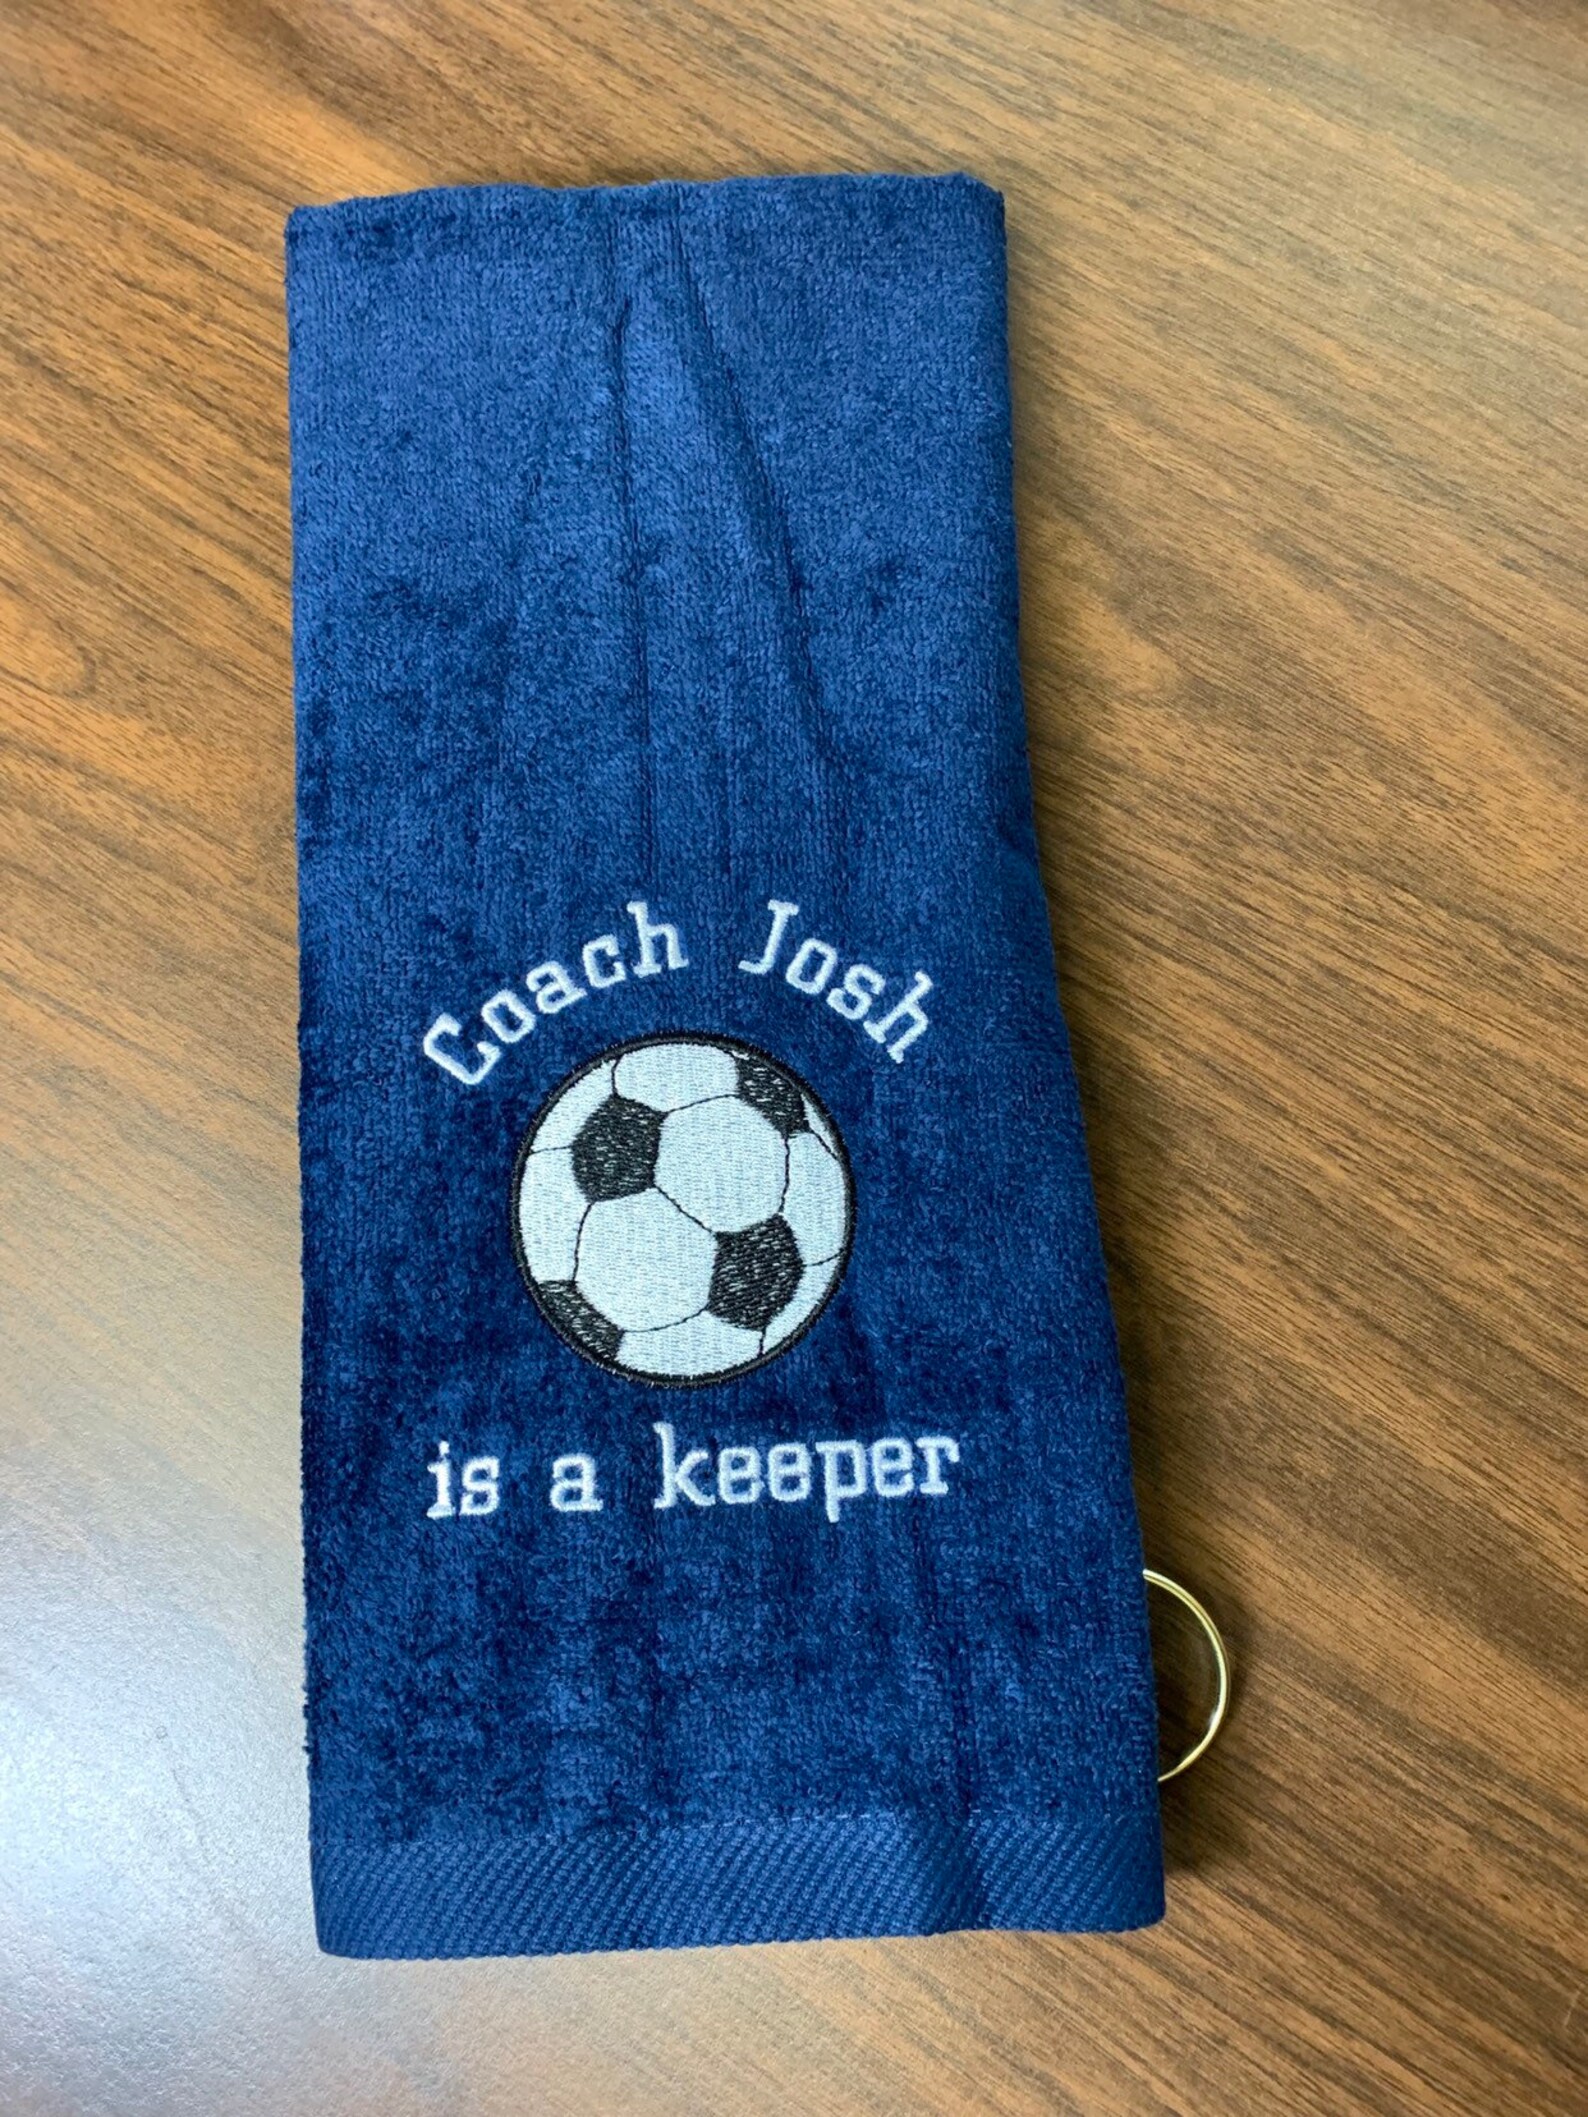 Coach Josh
is a keeper